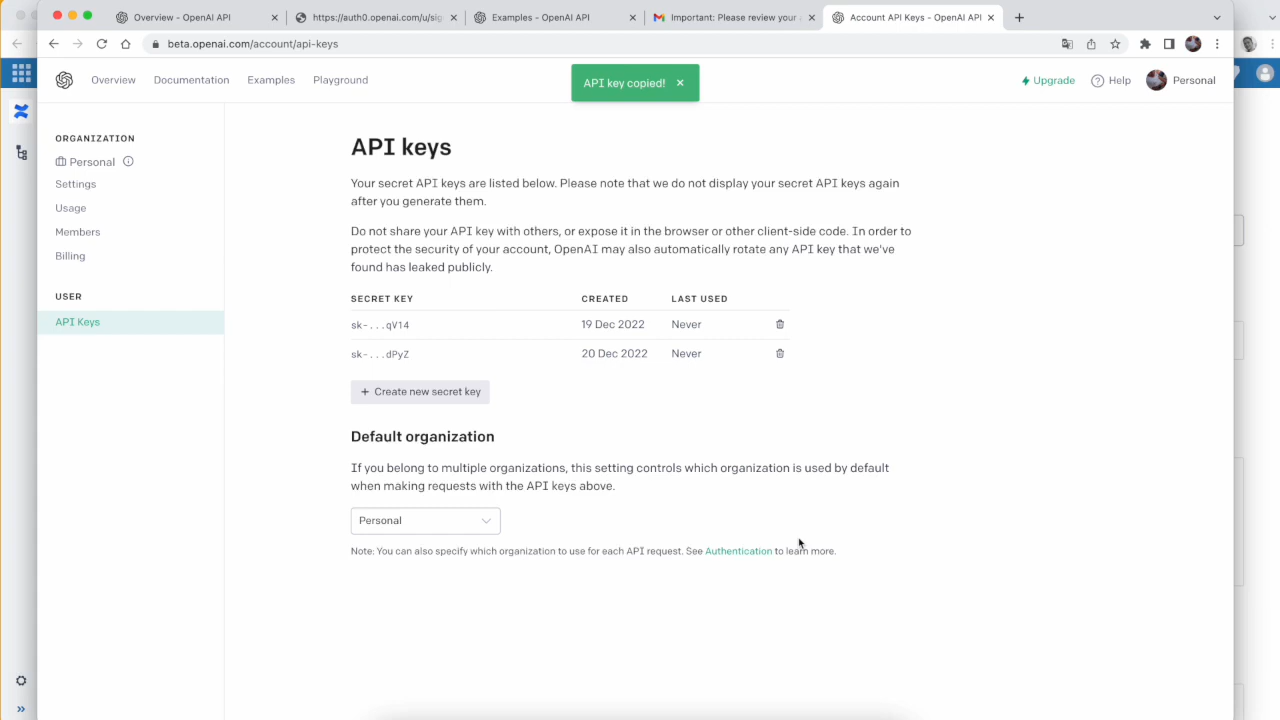 Overview - OpenAI API
https://auth0.openai.com/u/sig
Examples - OpenAI API
Important: Please review your
Account API Keys - OpenAI API
beta.openai.com/account/api-keys
Overview
Documentation
Examples
Playground
API key copied!
Upgrade
Help
Personal
ORGANIZATION
Personal
Settings
Usage
Members
Billing
USER
API Keys
API keys
Your secret API keys are listed below. Please note that we do not display your secret API keys again
after you generate them.
Do not share your API key with others, or expose it in the browser or other client-side code. In order to
protect the security of your account, OpenAI may also automatically rotate any API key that we've
found has leaked publicly.
SECRET KEY CREATED LAST USED
sk-...qV14 19 Dec 2022 Never
sk-...dPyZ 20 Dec 2022 Never
+ Create new secret key
Default organization
If you belong to multiple organizations, this setting controls which organization is used by default
when making requests with the API keys above.
Personal
Note: You can also specify which organization to use for each API request. See Authentication to learn more.